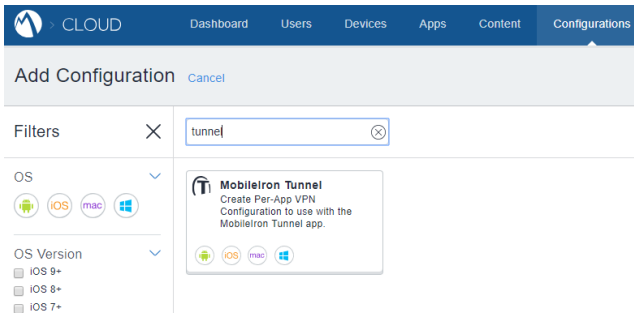 > CLOUD Dashboard Users Devices Apps Content Configurations
Add Configuration Cancel
Filters
tunnel
OS
iOS mac
OS Version
iOS 9+
iOS 8+
iOS 7+
MobileIron Tunnel
Create Per-App VPN
Configuration to use with the
MobileIron Tunnel app.
iOS mac